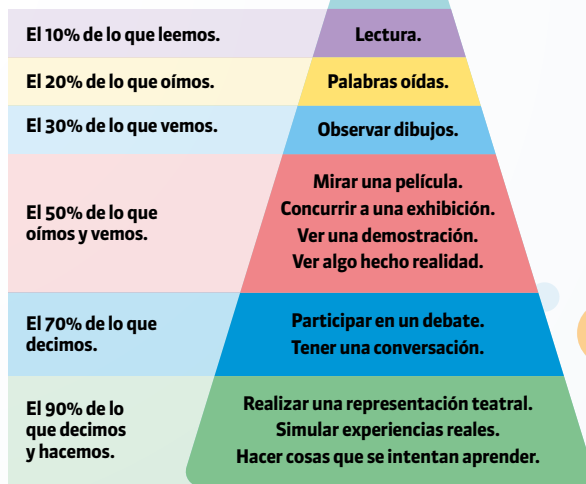 El 10% de lo que leemos.
Lectura.
El 20% de lo que oímos.
Palabras oídas.
El 30% de lo que vemos.
Observar dibujos.
El 50% de lo que
oímos y vemos.
Mirar una película.
Concurrir a una exhibición.
Ver una demostración.
Ver algo hecho realidad.
El 70% de lo que
decimos.
Participar en un debate.
Tener una conversación.
El 90% de lo
que decimos
y hacemos.
Realizar una representación teatral.
Simular experiencias reales.
Hacer cosas que se intentan aprender.